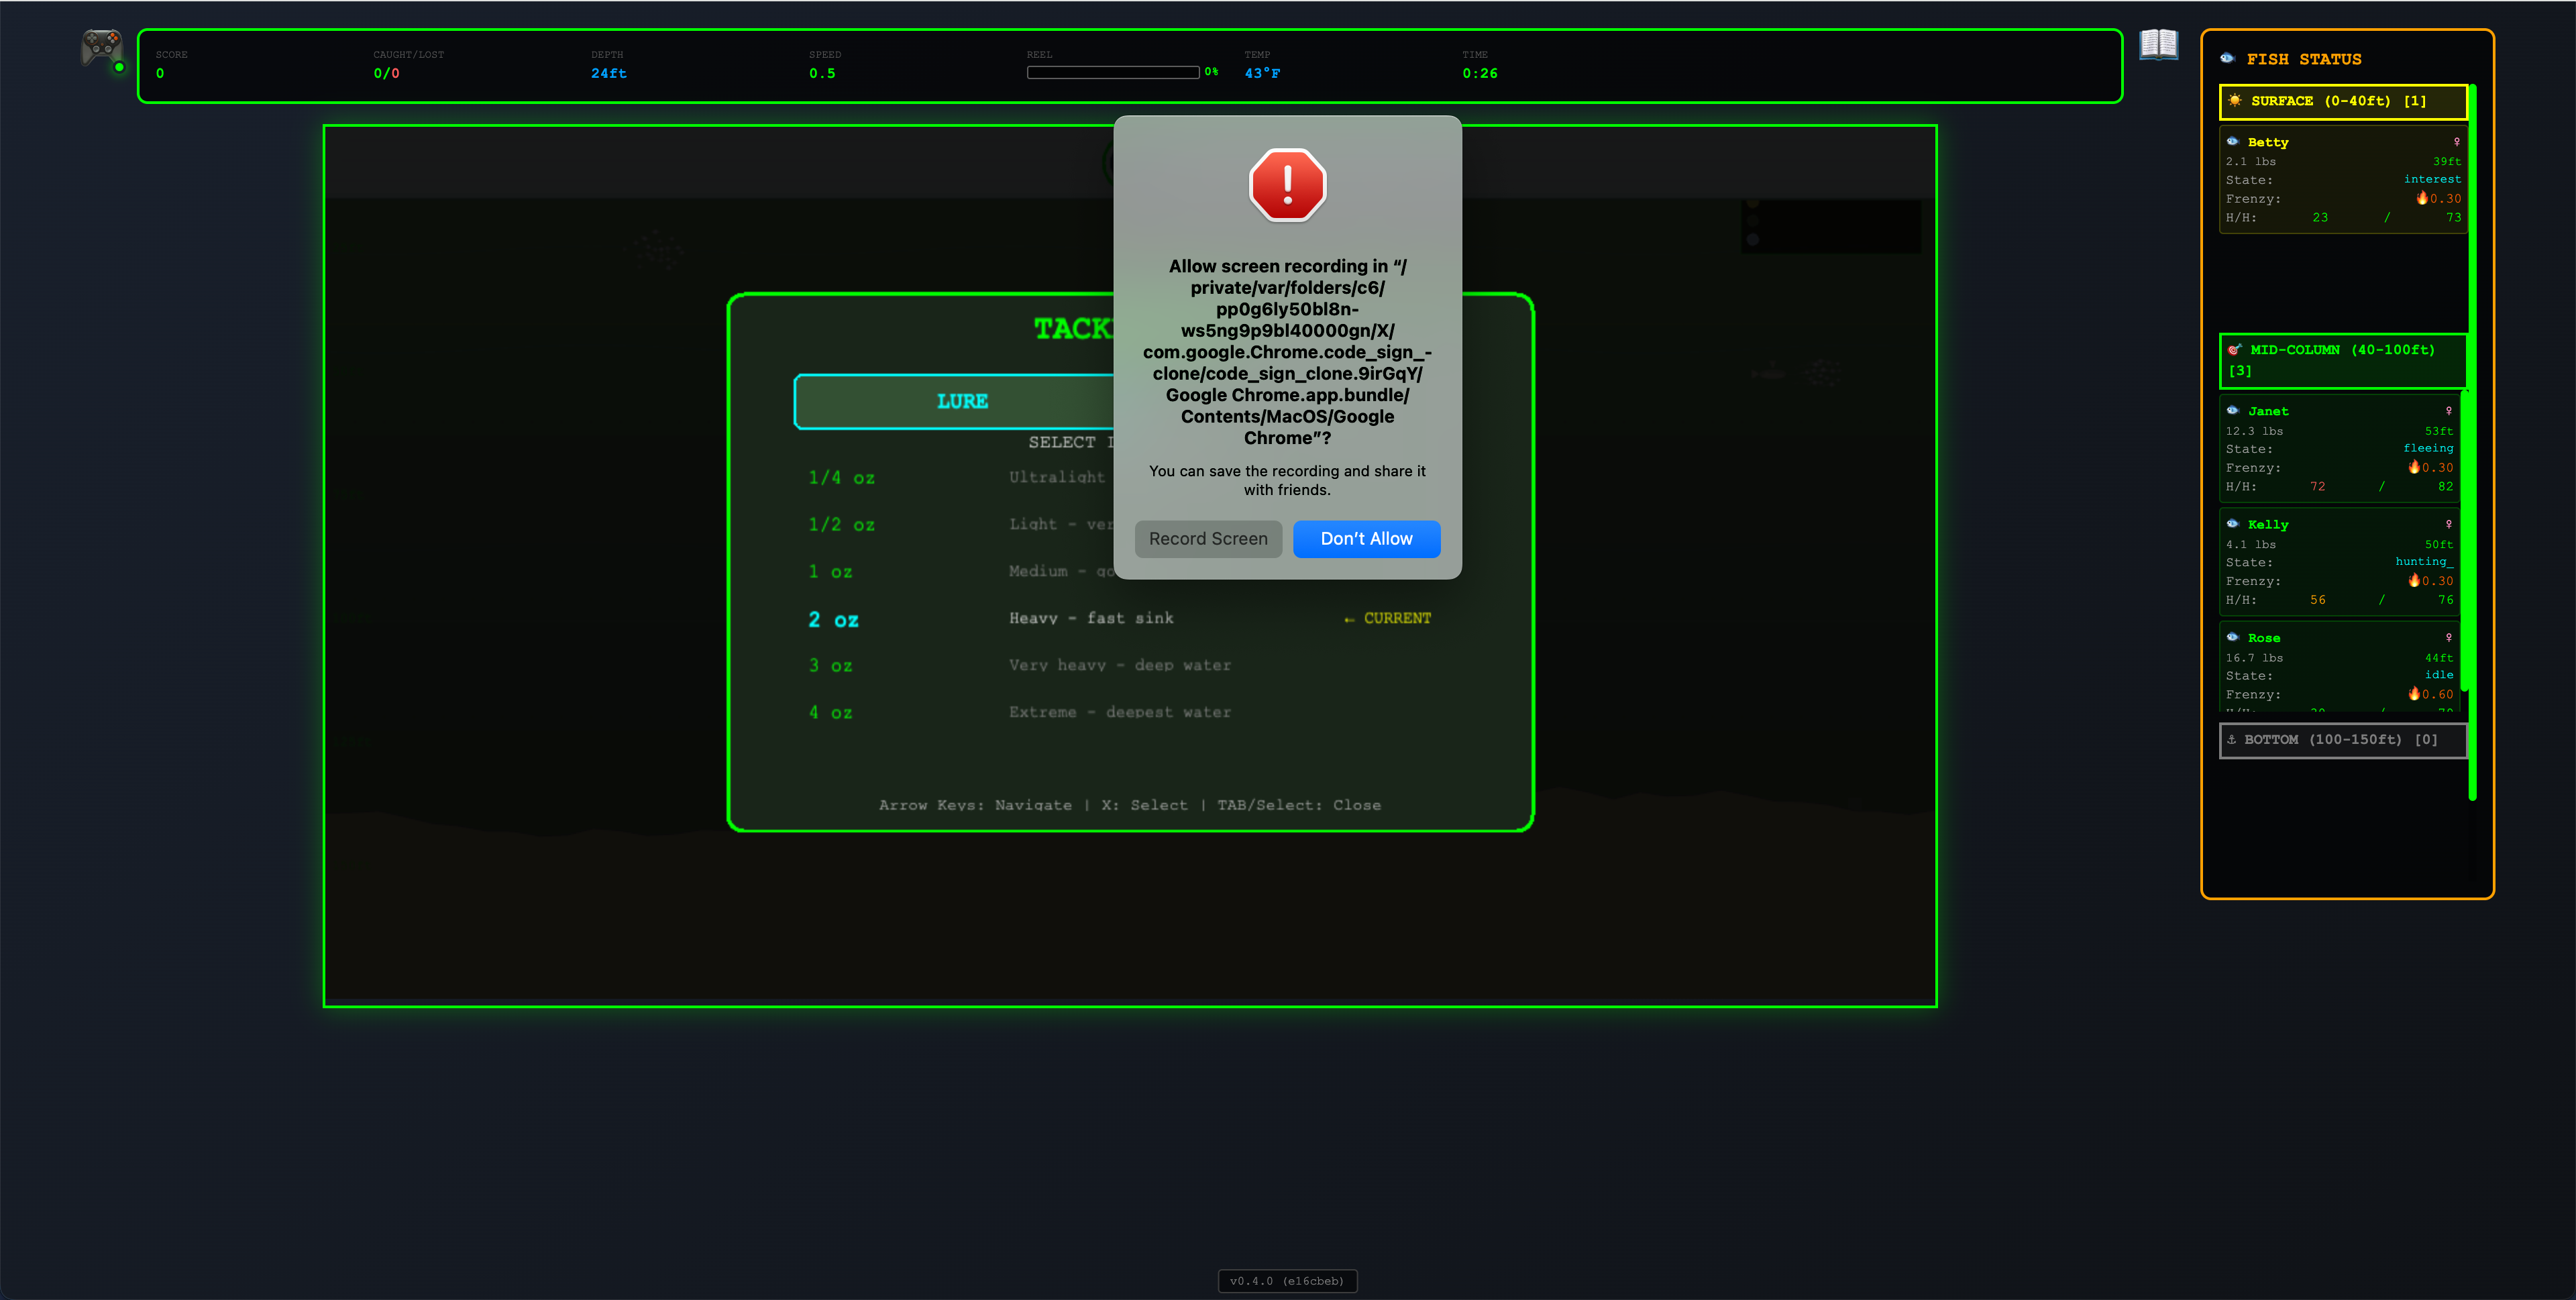 SCORE
0
CAUGHT/LOST
0/0
DEPTH
24ft
SPEED
0.5
REEL
0%
TEMP
43°F
TIME
0:26
FISH STATUS
SURFACE (0-40ft) [1]
Betty ♀
2.1 lbs 39ft
State: interest
Frenzy: 0.30
H/H: 23 / 73
MID-COLUMN (40-100ft)
[3]
Janet ♀
12.3 lbs 53ft
State: fleeing
Frenzy: 0.30
H/H: 72 / 82
Kelly ♀
4.1 lbs 50ft
State: hunting_
Frenzy: 0.30
H/H: 56 / 76
Rose ♀
16.7 lbs 44ft
State: idle
Frenzy: 0.60
BOTTOM (100-150ft) [0]
LURE
SELECT
1/4 oz Ultralight
1/2 oz Light -
1 oz Medium -
2 oz Heavy - fast sink ← CURRENT
3 oz Very heavy - deep water
4 oz Extreme - deepest water
Arrow Keys: Navigate | X: Select | TAB/Select: Close
Allow screen recording in “/
private/var/folders/c6/
pp0g6ly50bl8n-
ws5ng9p9bl40000gn/X/
com.google.Chrome.code_sign_-
clone/code_sign_clone.9irGqY/
Google Chrome.app.bundle/
Contents/MacOS/Google
Chrome”?
You can save the recording and share it
with friends.
Record Screen
Don’t Allow
v0.4.0 (e16cbeb)